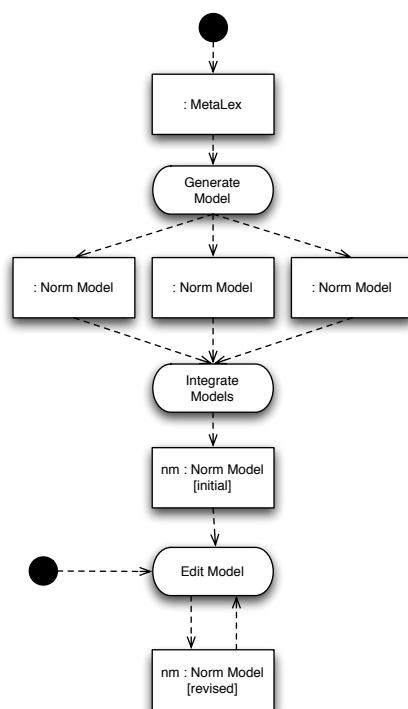 : MetaLex
Generate
Model
: Norm Model
: Norm Model
: Norm Model
Integrate
Models
nm : Norm Model
[initial]
Edit Model
nm : Norm Model
[revised]